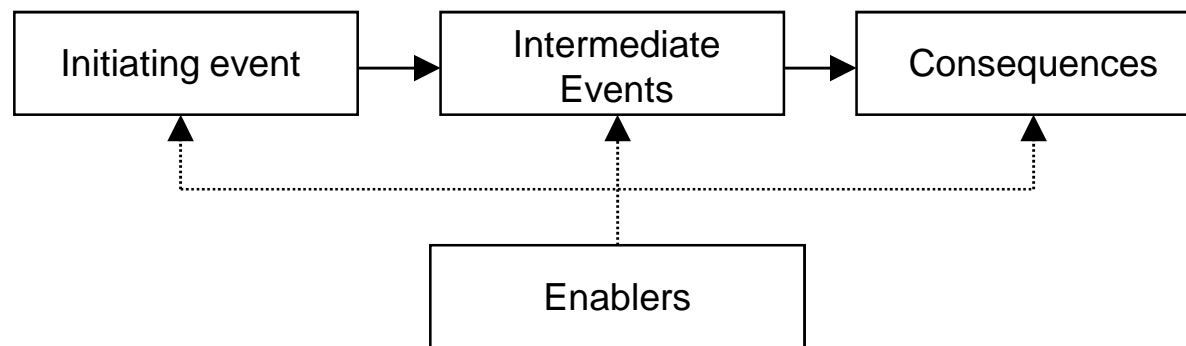 Initiating event
Intermediate
Events
Consequences
Enablers